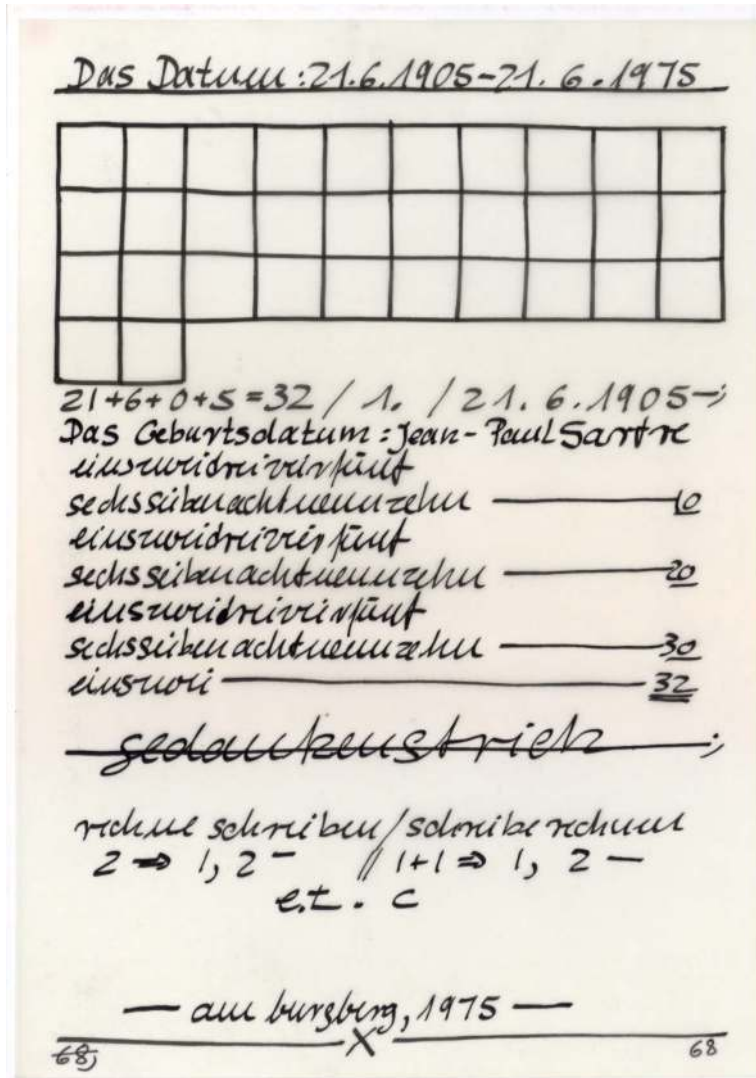 Das Datum : 21.6.1905-21.6.1975
21+6+0+5=32 / 1. / 21.6.1905-;
Das Geburtsdatum : Jean-Paul Sartre
einszweidreivierfünf
sechssiebenachtneunzehn — 10
einszweidreivierfünf
sechssiebenachtneunzehn — 20
einszweidreivierfünf
sechssiebenachtneunzehn — 30
einszwei — 32
gedankenstrich —;
rechne schreiben / schreibe rechnen
2 ⇒ 1, 2 — // 1+1 ⇒ 1, 2 —
e.t. c
— am burgberg, 1975 —
68) X 68